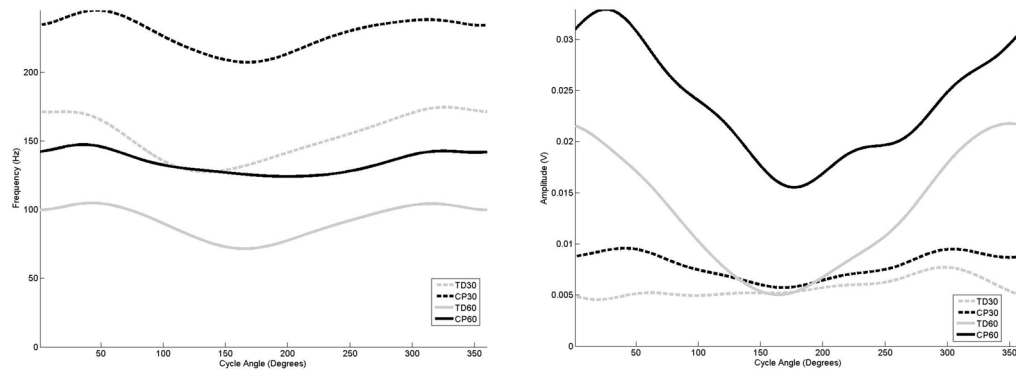 200
150
100
50
0
Frequency (Hz)
50 100 150 200 250 300 350
Cycle Angle (Degrees)
TD30
CP30
TD60
CP60
0.03
0.025
0.02
0.015
0.01
0.005
0
Amplitude (V)
50 100 150 200 250 300 350
Cycle Angle (Degrees)
TD30
CP30
TD60
CP60